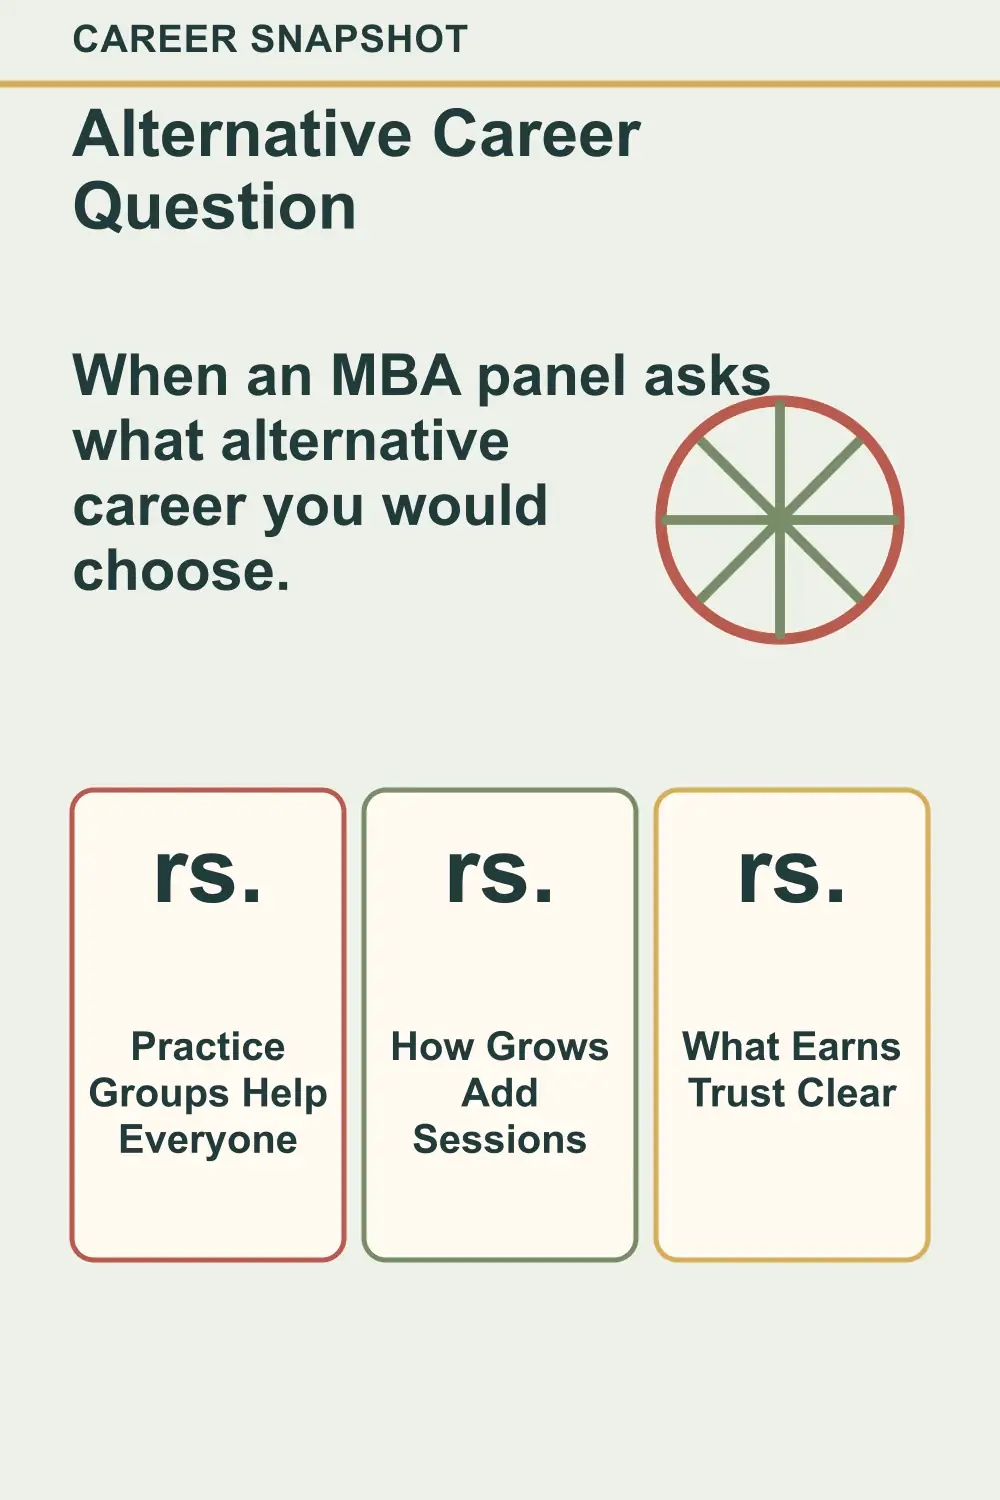 CAREER SNAPSHOT
Alternative Career
Question
When an MBA panel asks
what alternative
career you would
choose.
rs.
Practice
Groups Help
Everyone
rs.
How Grows
Add
Sessions
rs.
What Earns
Trust Clear